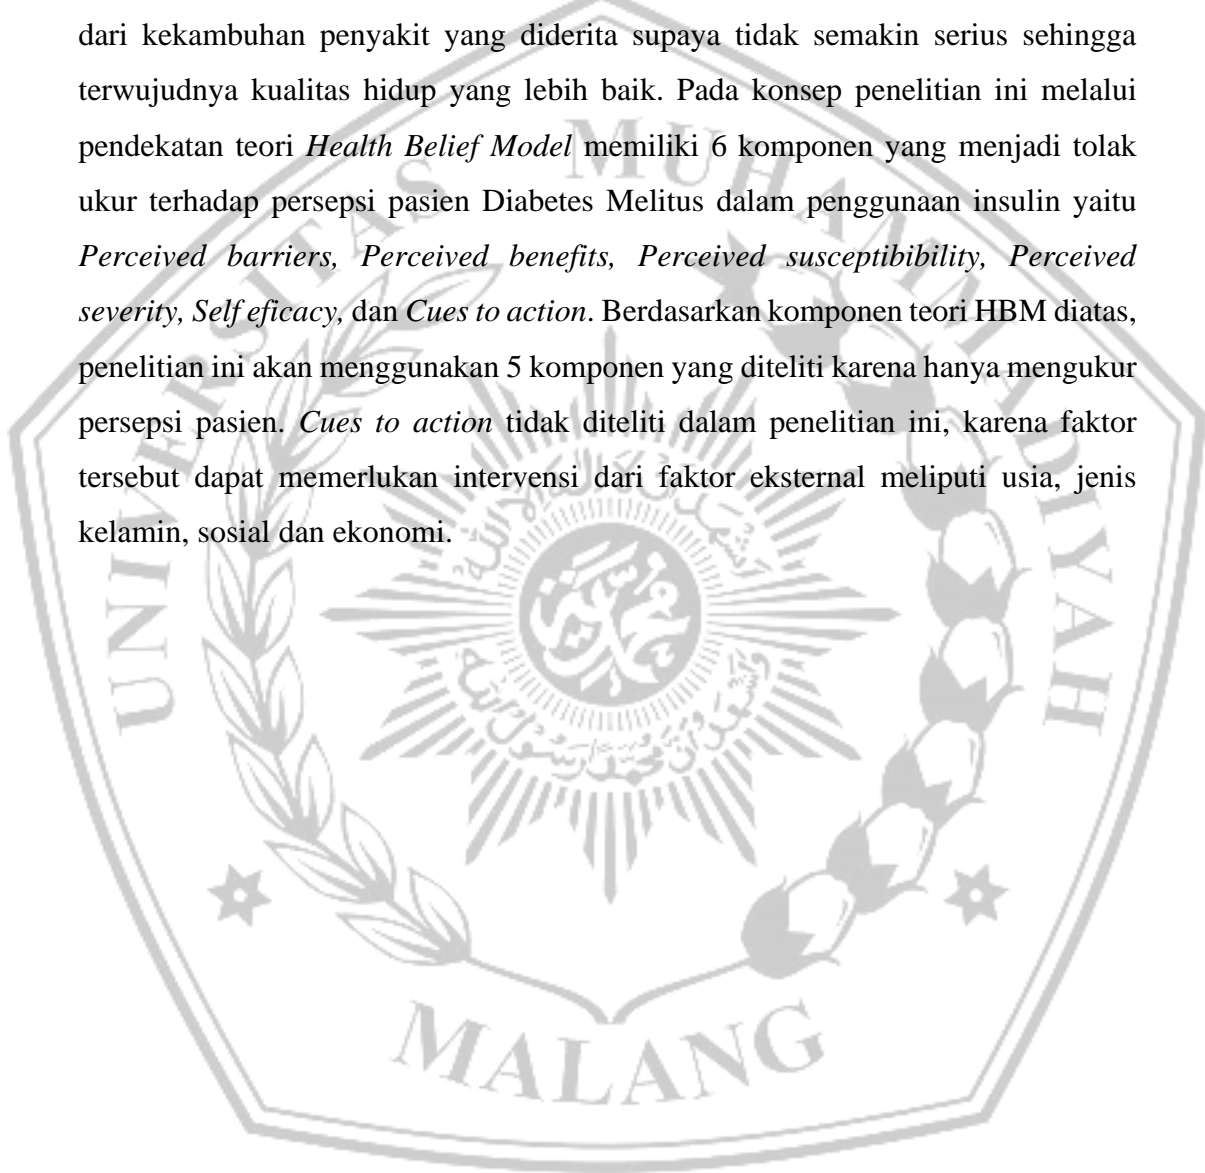 dari kekambuhan penyakit yang diderita supaya tidak semakin serius sehingga
terwujudnya kualitas hidup yang lebih baik. Pada konsep penelitian ini melalui
pendekatan teori Health Belief Model memiliki 6 komponen yang menjadi tolak
ukur terhadap persepsi pasien Diabetes Melitus dalam penggunaan insulin yaitu
Perceived barriers, Perceived benefits, Perceived susceptibibility, Perceived
severity, Self eficacy, dan Cues to action. Berdasarkan komponen teori HBM diatas,
penelitian ini akan menggunakan 5 komponen yang diteliti karena hanya mengukur
persepsi pasien. Cues to action tidak diteliti dalam penelitian ini, karena faktor
tersebut dapat memerlukan intervensi dari faktor eksternal meliputi usia, jenis
kelamin, sosial dan ekonomi.
UNIVERSITAS MUHAMMADIYAH
MALANG